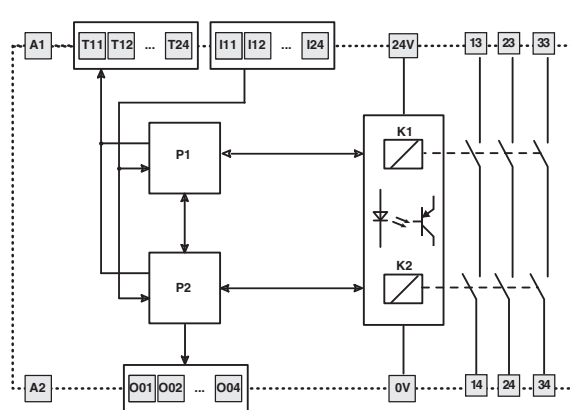 A1 T11 T12 ... T24 I11 I12 ... I24 24V 13 23 33
K1
P1
K2
P2
A2 O01 O02 ... O04 0V 14 24 34